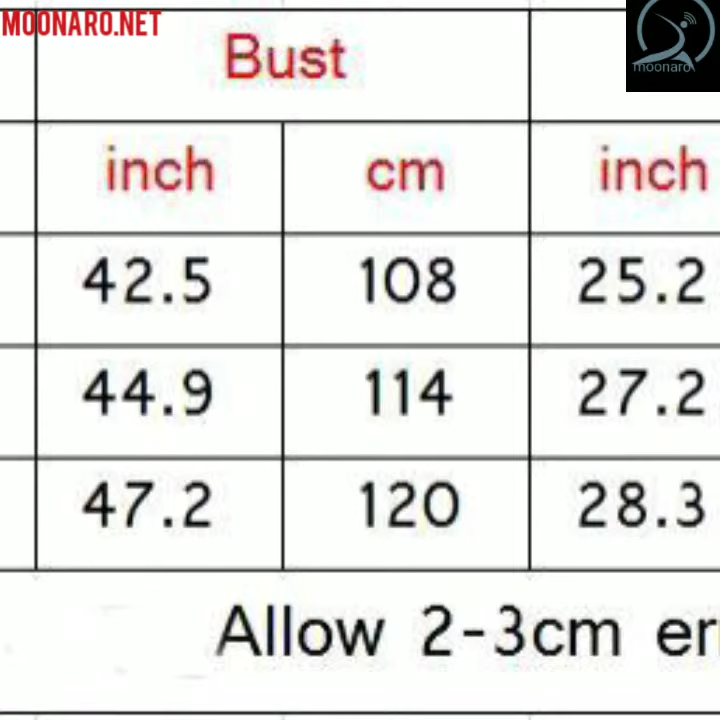 MOONARO.NET
moonaro
Bust
inch cm inch
42.5 108 25.2
44.9 114 27.2
47.2 120 28.3
Allow 2-3cm er